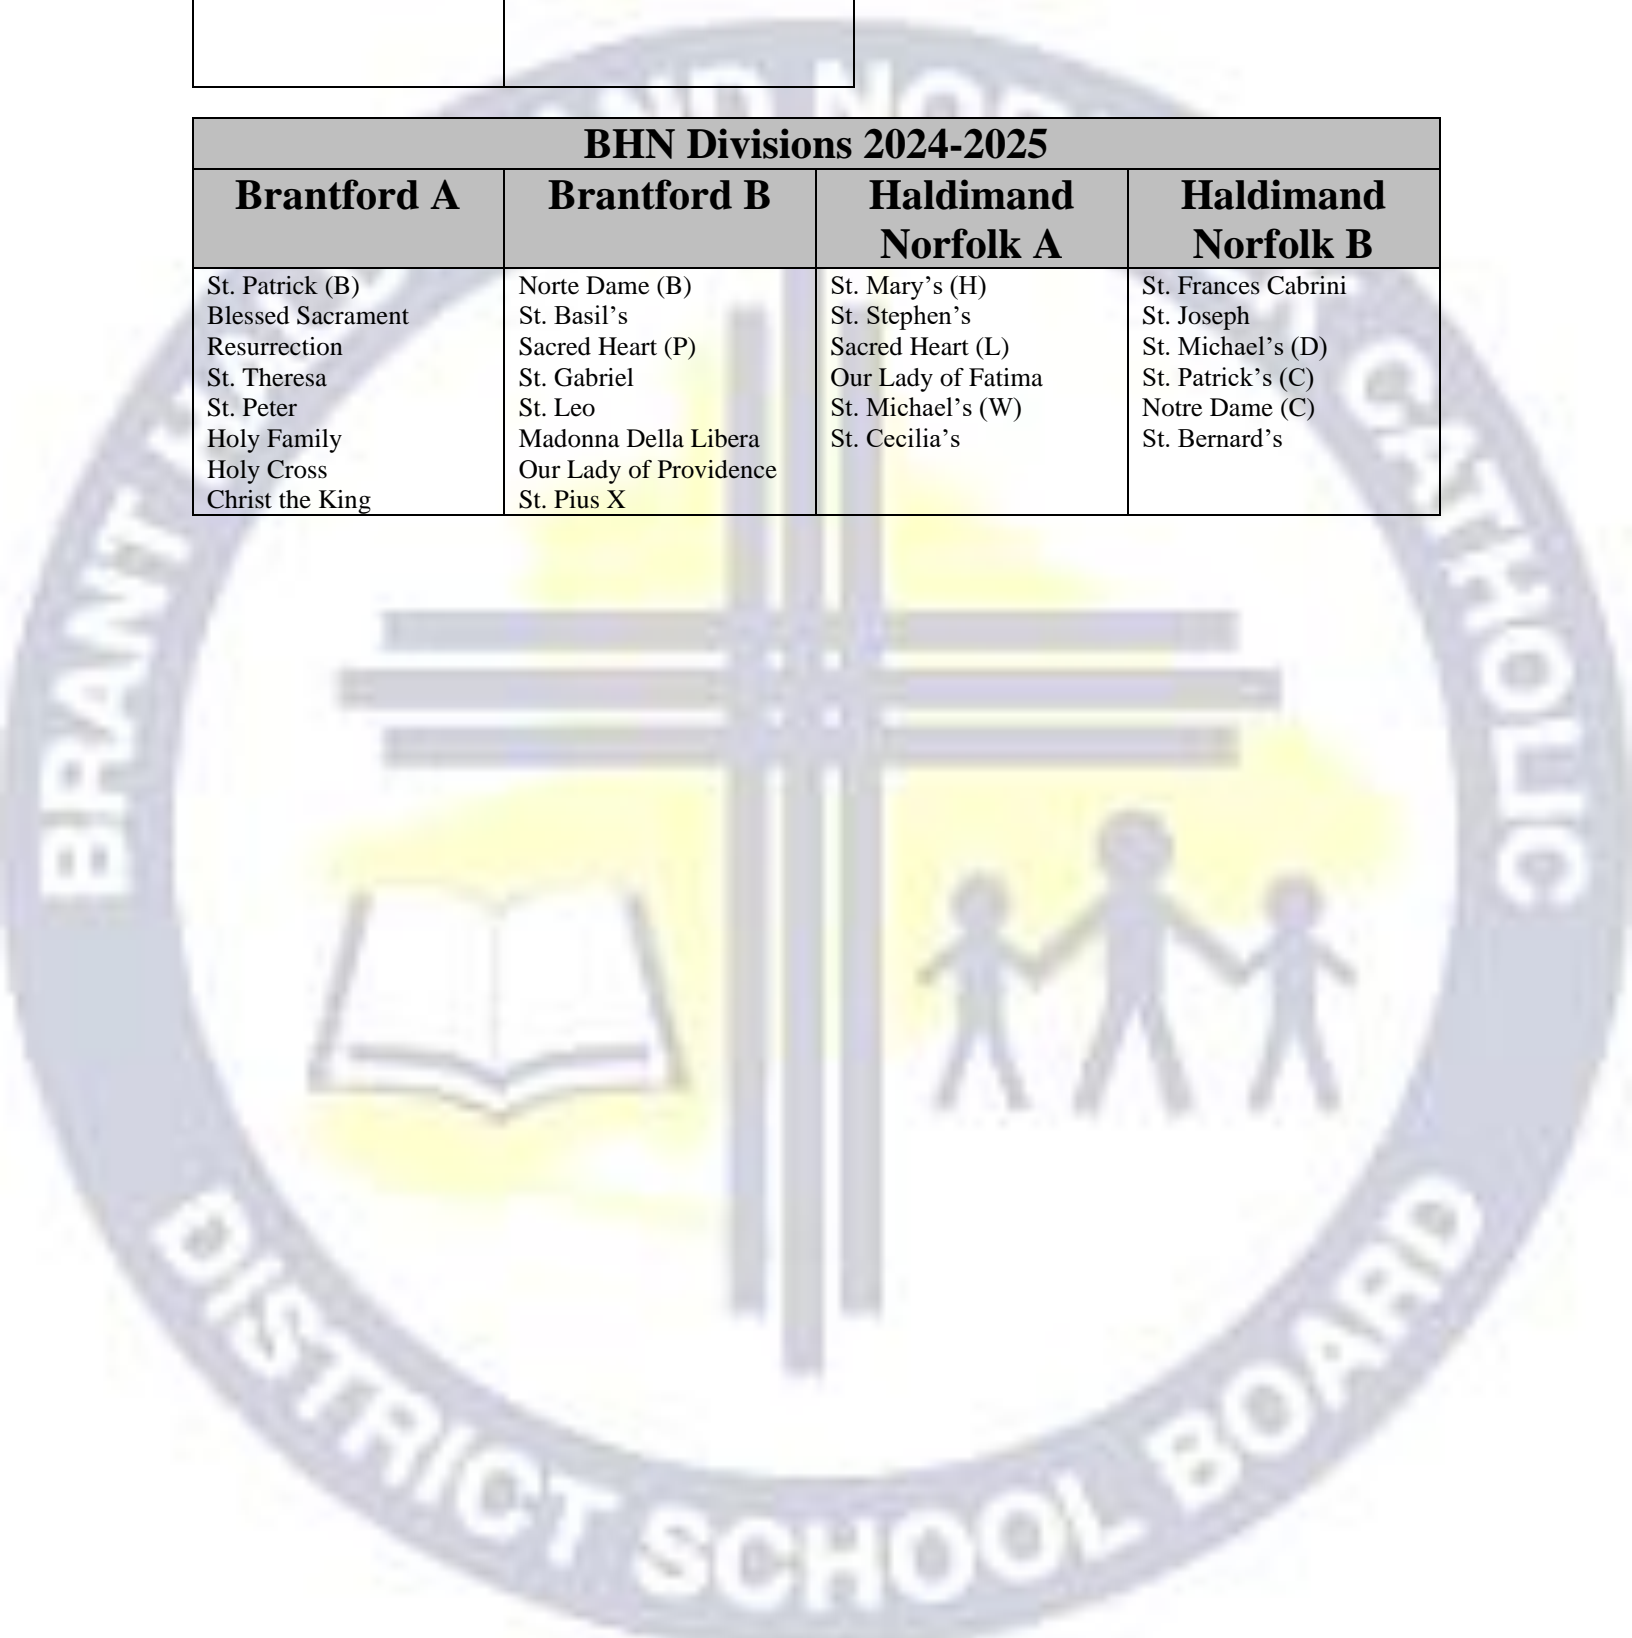 BHN Divisions 2024-2025
Brantford A
Brantford B
Haldimand
Norfolk A
Haldimand
Norfolk B
St. Patrick (B)
Blessed Sacrament
Resurrection
St. Theresa
St. Peter
Holy Family
Holy Cross
Christ the King
Norte Dame (B)
St. Basil’s
Sacred Heart (P)
St. Gabriel
St. Leo
Madonna Della Libera
Our Lady of Providence
St. Pius X
St. Mary’s (H)
St. Stephen’s
Sacred Heart (L)
Our Lady of Fatima
St. Michael’s (W)
St. Cecilia’s
St. Frances Cabrini
St. Joseph
St. Michael’s (D)
St. Patrick’s (C)
Notre Dame (C)
St. Bernard’s
BRANT AND CATHOLIC
DISTRICT SCHOOL BOARD